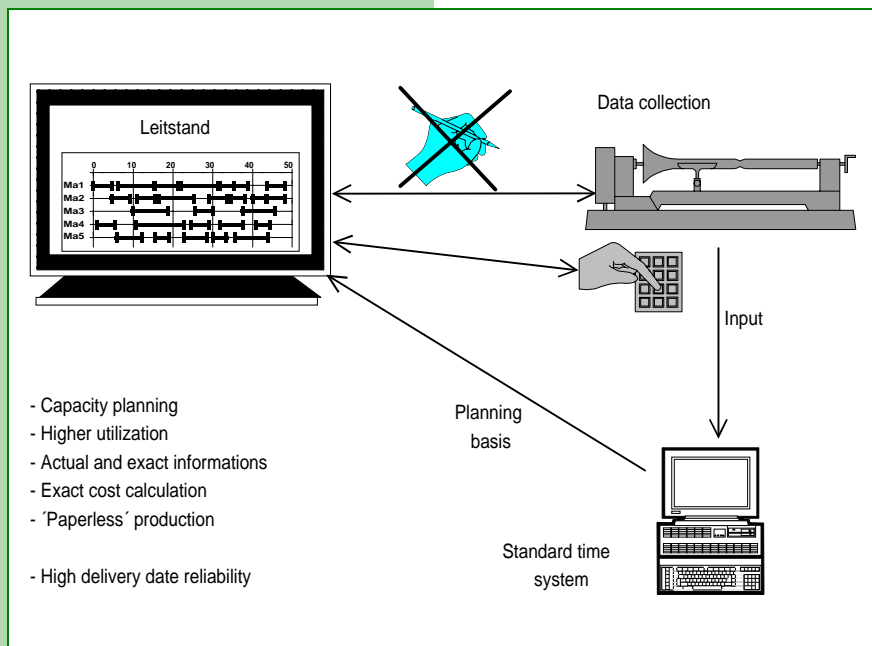 Data collection
Leitstand
0 10 20 30 40 50
Ma1
Ma2
Ma3
Ma4
Ma5
Input
- Capacity planning
- Higher utilization
- Actual and exact informations
- Exact cost calculation
- ´Paperless´ production
- High delivery date reliability
Planning
basis
Standard time
system